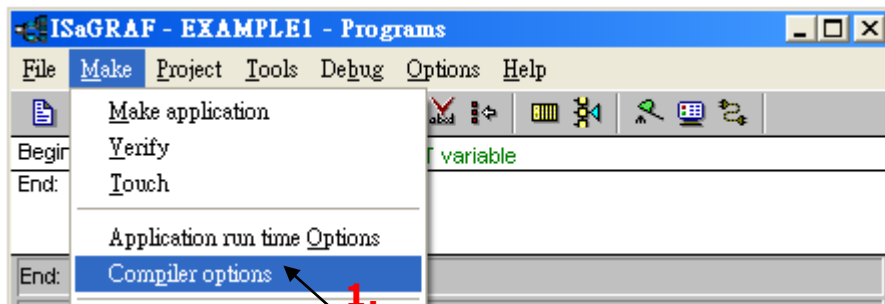 ISaGRAF - EXAMPLE1 - Programs
File Make Project Tools Debug Options Help
Make application
Begin
Verify
T variable
End:
Touch
Application run time Options
End:
Compiler options
1.